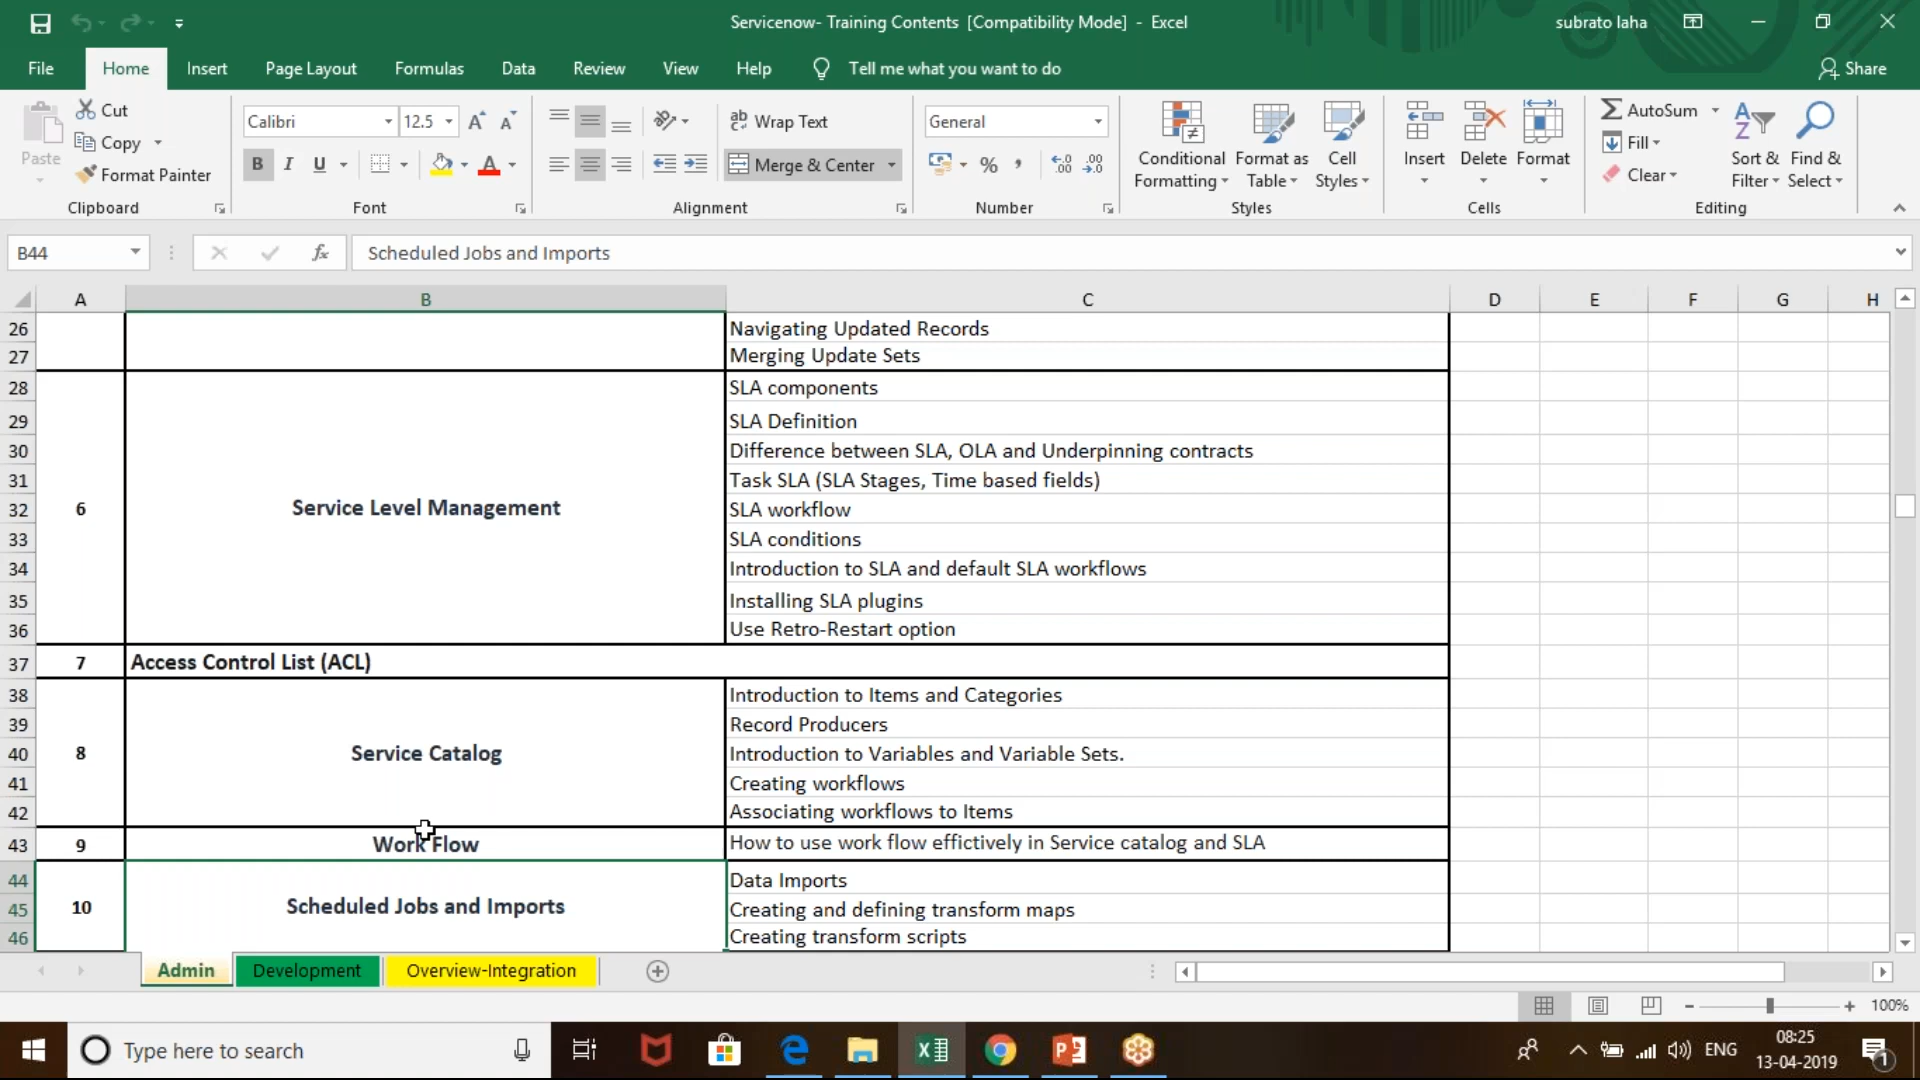 Servicenow- Training Contents [Compatibility Mode] - Excel
subrato laha
File Home Insert Page Layout Formulas Data Review View Help Tell me what you want to do Share
Paste
Cut
Copy
Format Painter
Clipboard
Calibri 12.5
B I U
Font
Wrap Text
Merge & Center
Alignment
General
Number
Conditional Formatting
Format as Table
Cell Styles
Styles
Insert
Delete
Format
Cells
AutoSum
Fill
Clear
Sort & Filter
Find & Select
Editing
B44 fx Scheduled Jobs and Imports
A B C D E F G H
26 Navigating Updated Records
27 Merging Update Sets
28 SLA components
29 SLA Definition
30 Difference between SLA, OLA and Underpinning contracts
31 Task SLA (SLA Stages, Time based fields)
32 6 Service Level Management SLA workflow
33 SLA conditions
34 Introduction to SLA and default SLA workflows
35 Installing SLA plugins
36 Use Retro-Restart option
37 7 Access Control List (ACL)
38 Introduction to Items and Categories
39 Record Producers
40 8 Service Catalog Introduction to Variables and Variable Sets.
41 Creating workflows
42 Associating workflows to Items
43 9 Work Flow How to use work flow effictively in Service catalog and SLA
44 Data Imports
45 10 Scheduled Jobs and Imports Creating and defining transform maps
46 Creating transform scripts
Admin Development Overview-Integration
100%
Type here to search
ENG
08:25
13-04-2019
1